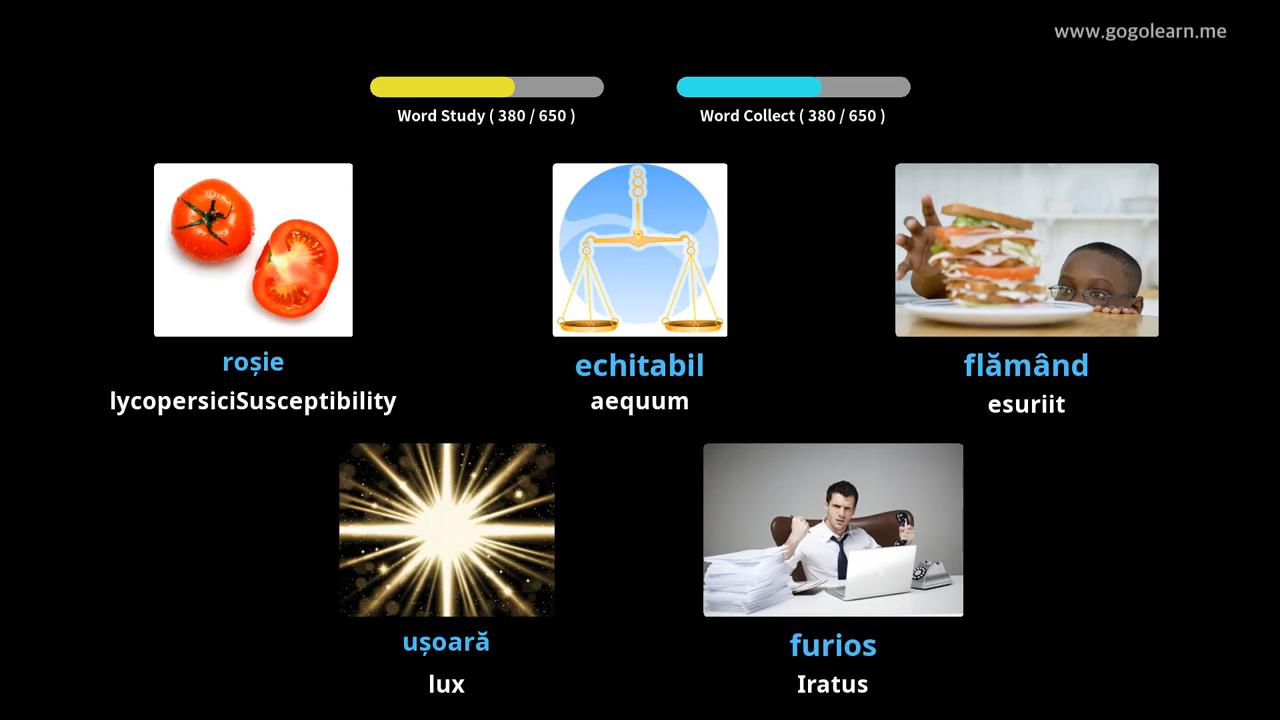 www.gogolearn.me
Word Study ( 380 / 650 )
Word Collect ( 380 / 650 )
roșie
lycopersiciSusceptibility
echitabil
aequum
flămând
esuriit
ușoară
lux
furios
Iratus